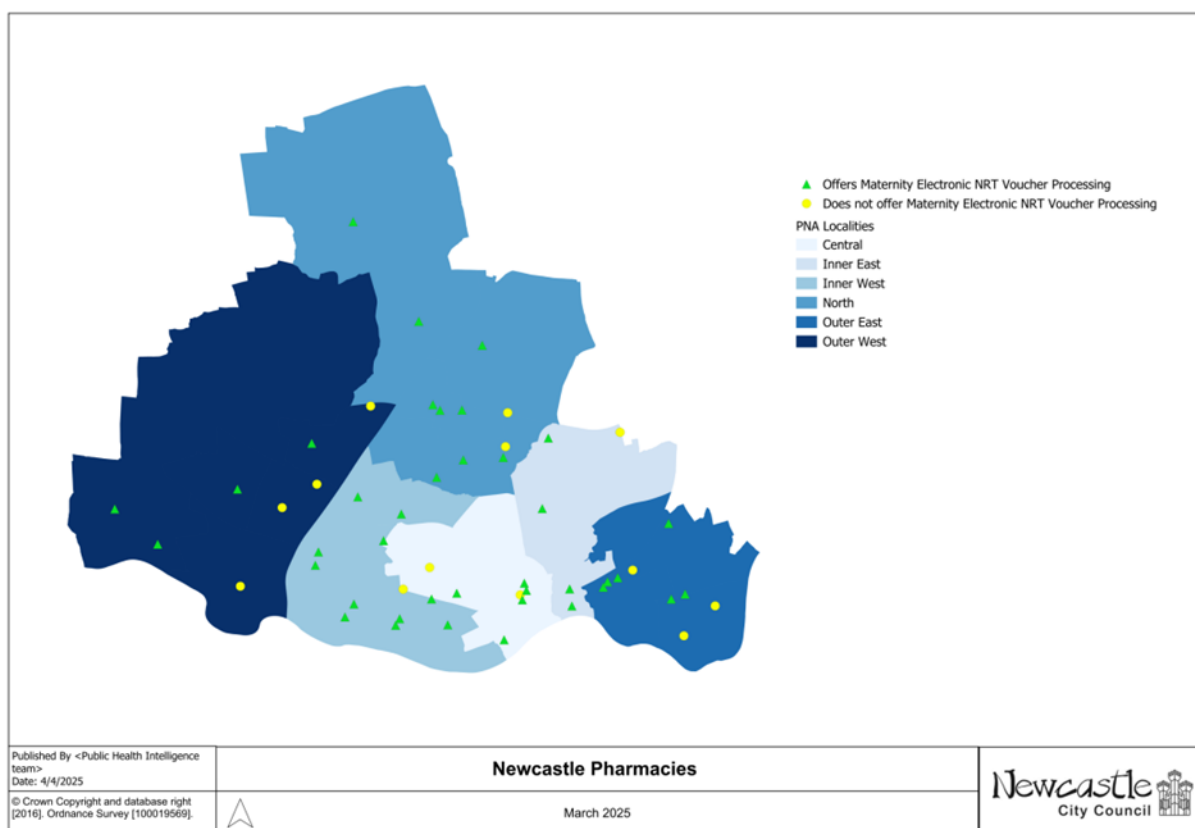 Offers Maternity Electronic NRT Voucher Processing
Does not offer Maternity Electronic NRT Voucher Processing
PNA Localities
Central
Inner East
Inner West
North
Outer East
Outer West
Published By <Public Health Intelligence
team>
Date: 4/4/2025
© Crown Copyright and database right
[2016]. Ordnance Survey [100019569].
Newcastle Pharmacies
March 2025
Newcastle
City Council